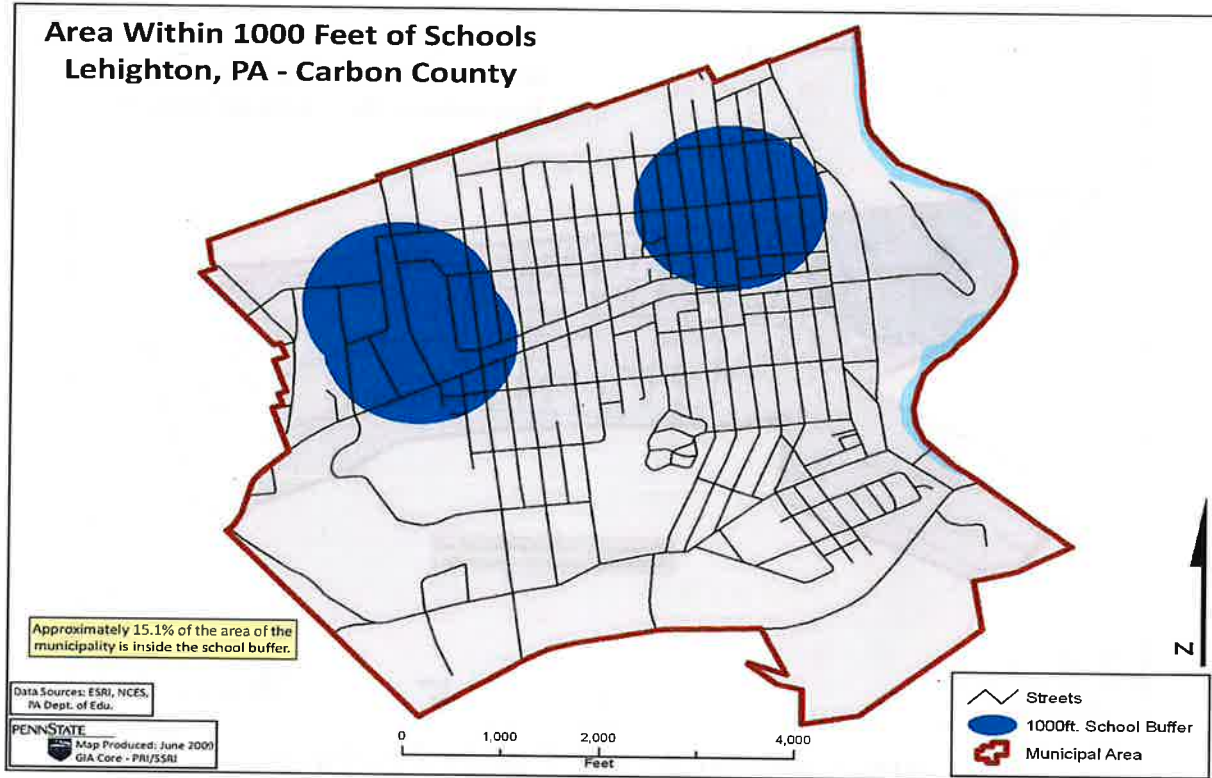 Area Within 1000 Feet of Schools
Lehighton, PA - Carbon County
Approximately 15.1% of the area of the
municipality is inside the school buffer.
Data Sources: ESRI, NCES,
PA Dept. of Edu.
PENNSTATE
Map Produced: June 2009
GIA Core - PRI/SSRI
0 1,000 2,000 4,000
Feet
N
Streets
1000ft. School Buffer
Municipal Area